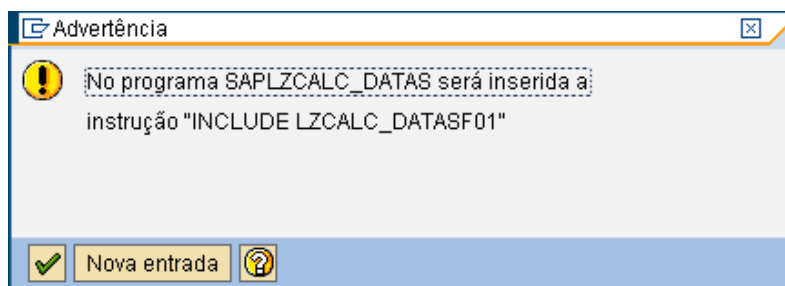 Advertência
No programa SAPLZCALC_DATAS será inserida a
instrução "INCLUDE LZCALC_DATASF01"
Nova entrada